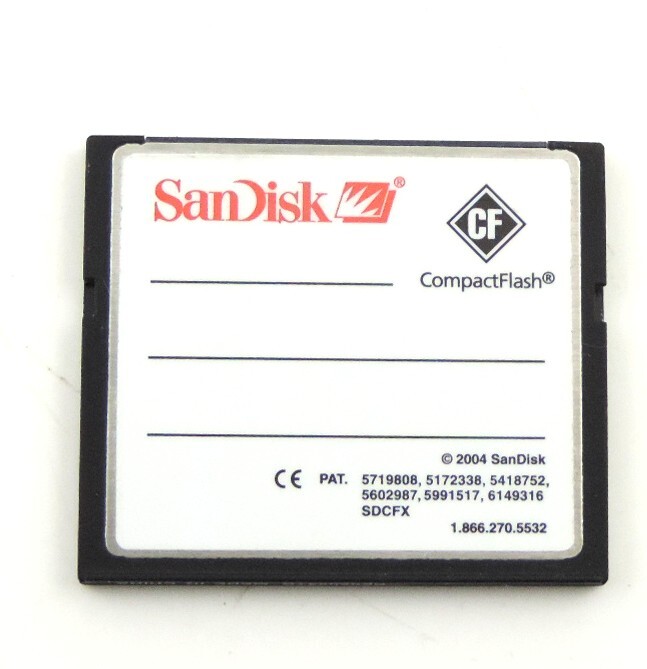 SanDisk®
CF
CompactFlash®
© 2004 SanDisk
CE PAT. 5719808, 5172338, 5418752,
5602987, 5991517, 6149316
SDCFX
1.866.270.5532